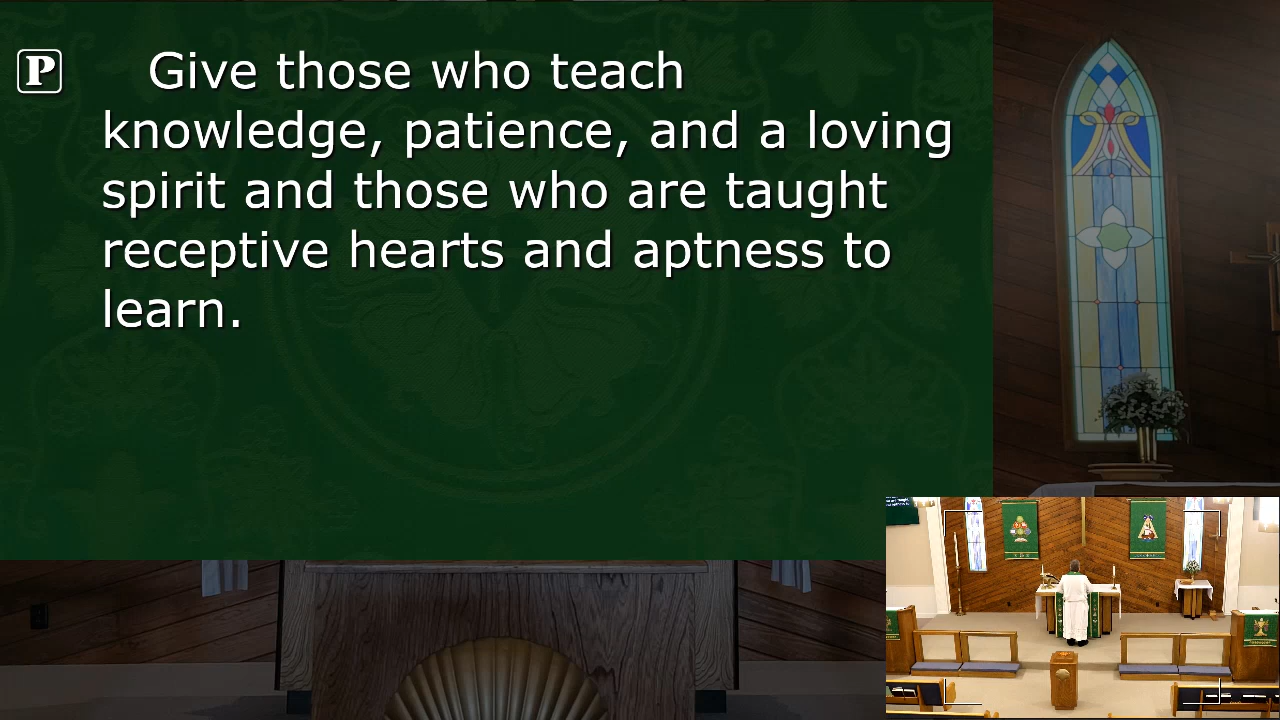 P Give those who teach
knowledge, patience, and a loving
spirit and those who are taught
receptive hearts and aptness to
learn.